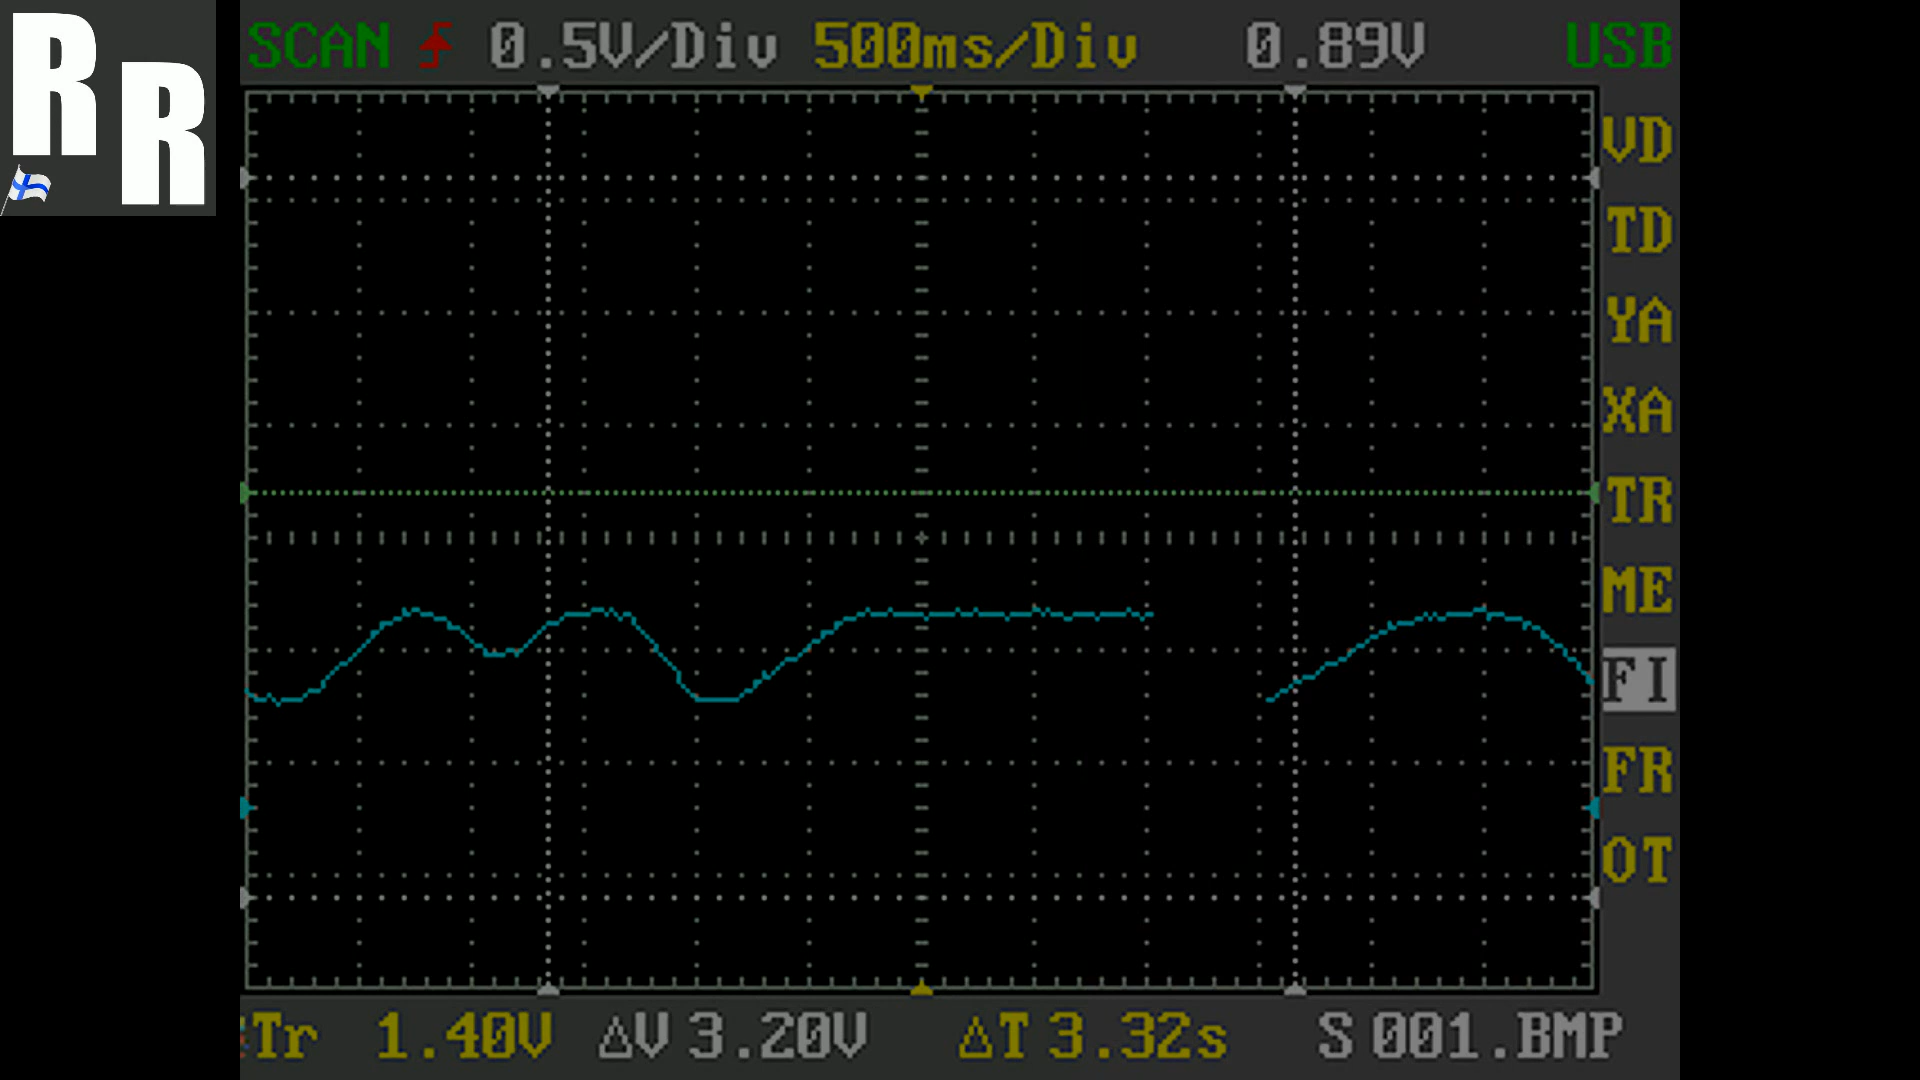 R
R
SCAN 0.5V/Div 500ms/Div 0.89V USB
VD
TD
YA
XA
TR
ME
FI
FR
OT
Tr 1.40V ΔV 3.20V ΔT 3.32s S 001.BMP